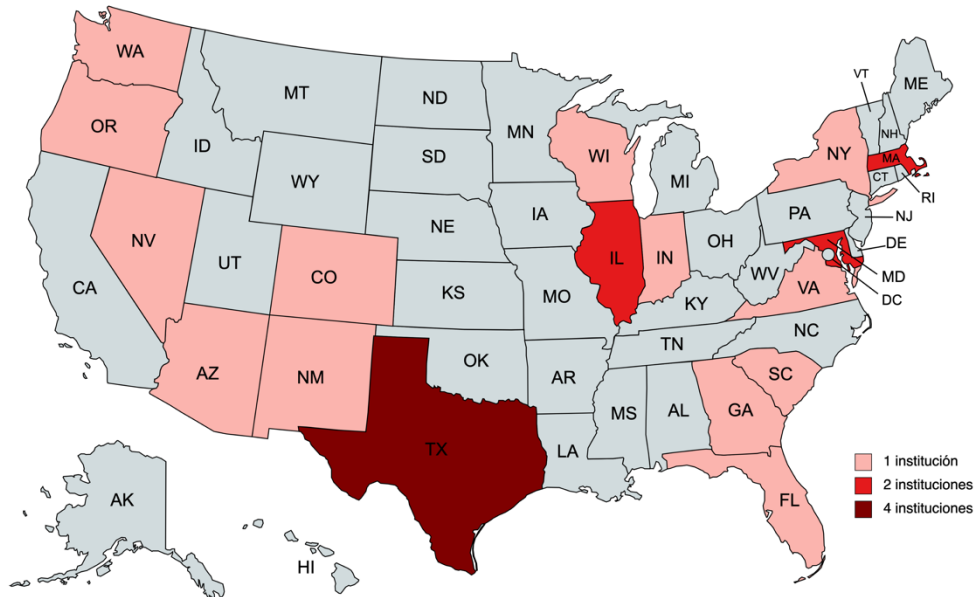 WA
OR
CA
NV
ID
MT
WY
UT
AZ
CO
NM
ND
SD
NE
KS
OK
TX
MN
IA
MO
AR
LA
WI
IL
MI
IN
OH
KY
TN
MS
AL
GA
FL
SC
NC
VA
WV
PA
NY
VT
NH
ME
MA
CT
RI
NJ
DE
MD
DC
AK
HI
1 institución
2 instituciones
4 instituciones